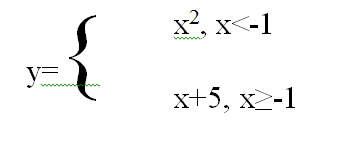 x², x<-1
y={
x+5, x≥-1